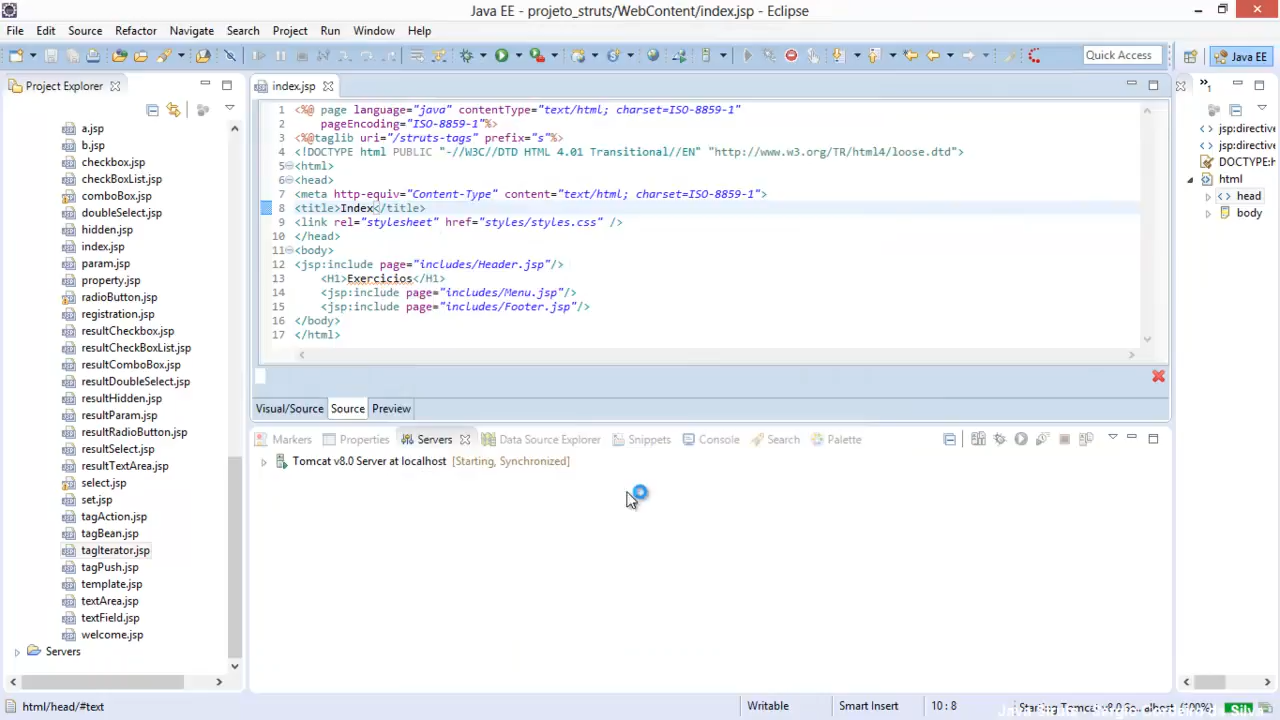 Java EE - projeto_struts/WebContent/index.jsp - Eclipse
File Edit Source Refactor Navigate Search Project Run Window Help
Quick Access
Java EE
Project Explorer
a.jsp
b.jsp
checkbox.jsp
checkBoxList.jsp
comboBox.jsp
doubleSelect.jsp
hidden.jsp
index.jsp
param.jsp
property.jsp
radioButton.jsp
registration.jsp
resultCheckbox.jsp
resultCheckBoxList.jsp
resultComboBox.jsp
resultDoubleSelect.jsp
resultHidden.jsp
resultParam.jsp
resultRadioButton.jsp
resultSelect.jsp
resultTextArea.jsp
select.jsp
set.jsp
tagAction.jsp
tagBean.jsp
tagIterator.jsp
tagPush.jsp
template.jsp
textArea.jsp
textField.jsp
welcome.jsp
Servers
index.jsp
1 <%@ page language="java" contentType="text/html; charset=ISO-8859-1"
2 pageEncoding="ISO-8859-1"%>
3 <%@taglib uri="/struts-tags" prefix="s"%>
4 <!DOCTYPE html PUBLIC "-//W3C//DTD HTML 4.01 Transitional//EN" "http://www.w3.org/TR/html4/loose.dtd">
5 <html>
6 <head>
7 <meta http-equiv="Content-Type" content="text/html; charset=ISO-8859-1">
8 <title>Index</title>
9 <link rel="stylesheet" href="styles/styles.css" />
10 </head>
11 <body>
12 <jsp:include page="includes/Header.jsp"/>
13 <H1>Exercicios</H1>
14 <jsp:include page="includes/Menu.jsp"/>
15 <jsp:include page="includes/Footer.jsp"/>
16 </body>
17 </html>
Visual/Source Source Preview
Markers Properties Servers Data Source Explorer Snippets Console Search Palette
Tomcat v8.0 Server at localhost [Starting, Synchronized]
1
jsp:directive
jsp:directive
DOCTYPE:h
html
head
body
html/head/#text
Writable
Smart Insert
10 : 8